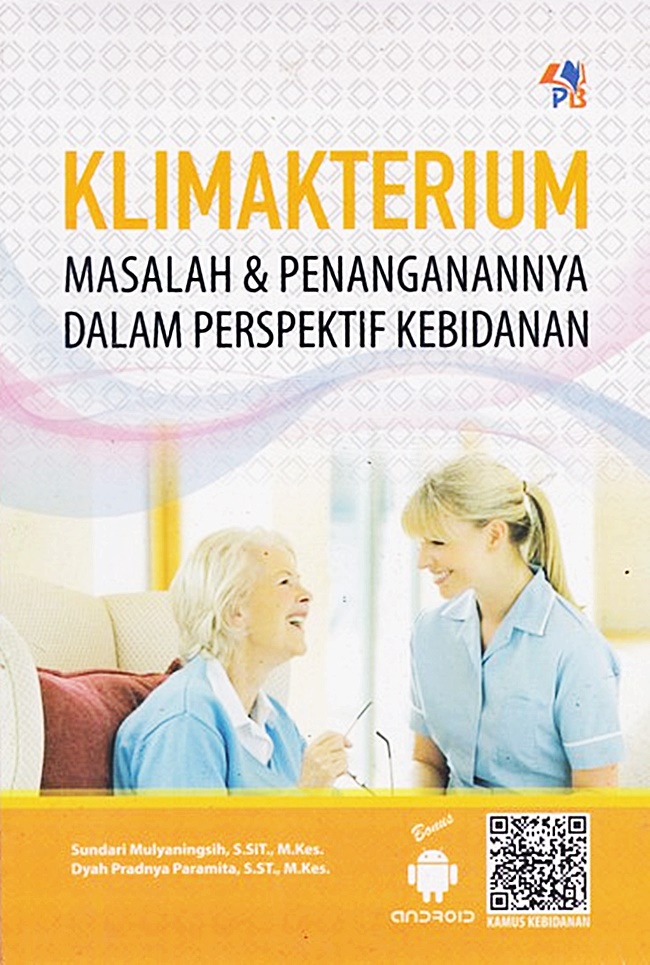 PB
KLIMAKTERIUM
MASALAH & PENANGANANNYA
DALAM PERSPEKTIF KEBIDANAN
Sundari Mulyaningsih, S.SiT., M.Kes.
Dyah Pradnya Paramita, S.ST., M.Kes.
Bonus
ANDROID
KAMUS KEBIDANAN